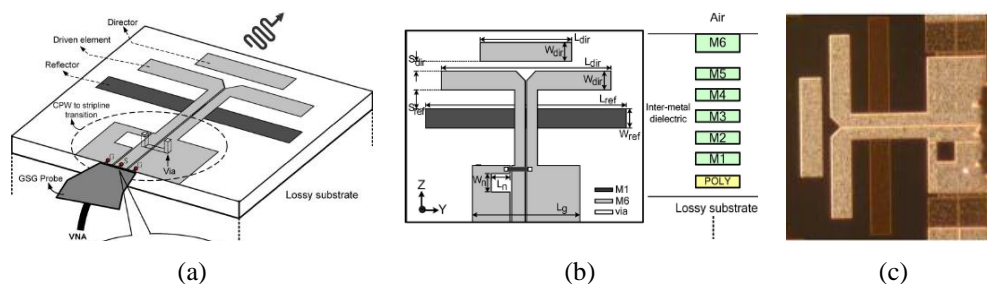 Director
Driven element
Reflector
CPW to stripline
transition
Via
GSG Probe
VNA
Lossy substrate
L_dir
W_dir
S_dir
L_dir
W_dir
S_ref
L_ref
W_ref
W_n
L_n
L_g
Z
Y
M1
M6
via
Air
M6
M5
M4
M3
M2
M1
POLY
Inter-metal
dielectric
Lossy substrate
(a)
(b)
(c)